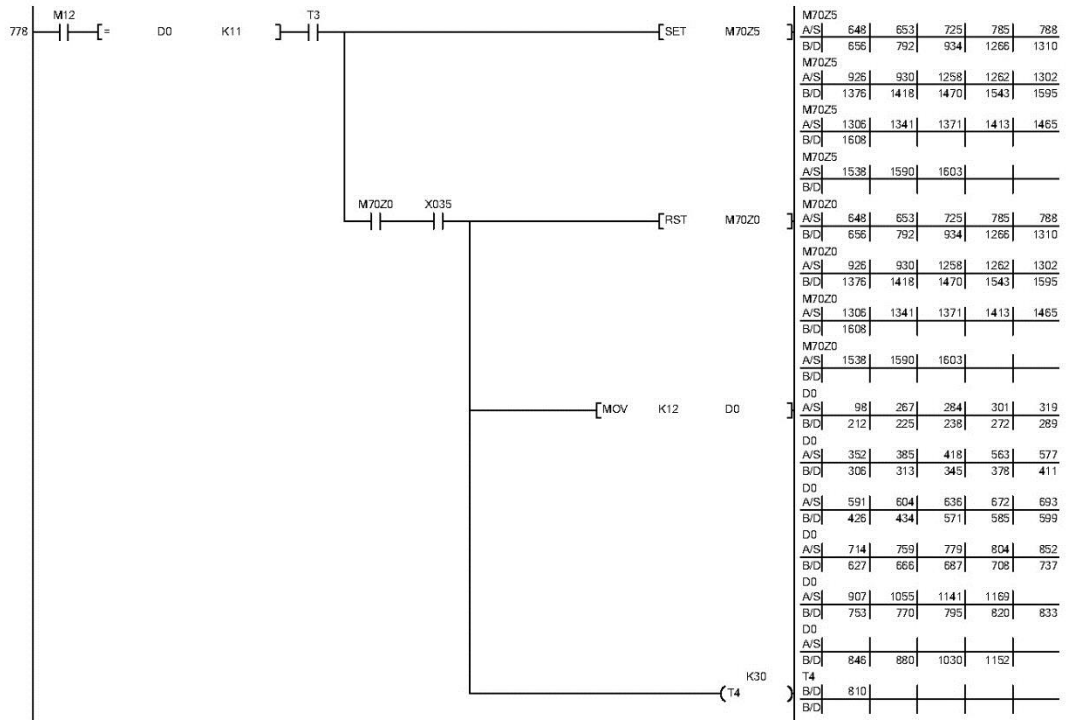 M12 T3 M70Z5
778 [= D0 K11 ] [SET M70Z5 ] A/S 648 653 725 785 788
B/D 656 792 934 1266 1310
M70Z5
A/S 926 930 1258 1262 1302
B/D 1376 1418 1470 1543 1595
M70Z5
A/S 1306 1341 1371 1413 1465
B/D 1608
M70Z5
A/S 1538 1590 1603
B/D
M70Z0 X035 M70Z0
[RST M70Z0 ] A/S 648 653 725 785 788
B/D 656 792 934 1266 1310
M70Z0
A/S 926 930 1258 1262 1302
B/D 1376 1418 1470 1543 1595
M70Z0
A/S 1306 1341 1371 1413 1465
B/D 1608
M70Z0
A/S 1538 1590 1603
B/D
D0
[MOV K12 D0 ] A/S 98 267 284 301 319
B/D 212 225 238 272 289
D0
A/S 352 385 418 563 577
B/D 306 313 345 378 411
D0
A/S 591 604 636 672 693
B/D 426 434 571 585 599
D0
A/S 714 759 779 804 852
B/D 627 666 687 708 737
D0
A/S 907 1055 1141 1169
B/D 753 770 795 820 833
D0
A/S
B/D 846 880 1030 1152
K30 T4
(T4 ) B/D 810
B/D